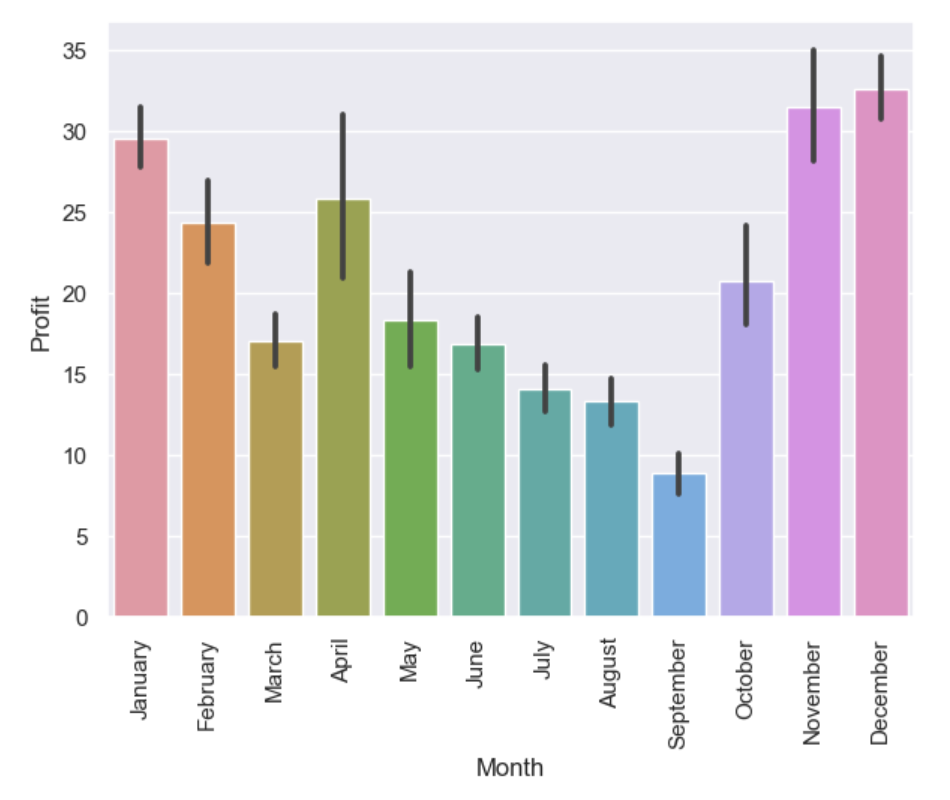 35
30
25
20
15
10
5
0
Profit
January
February
March
April
May
June
July
August
September
October
November
December
Month